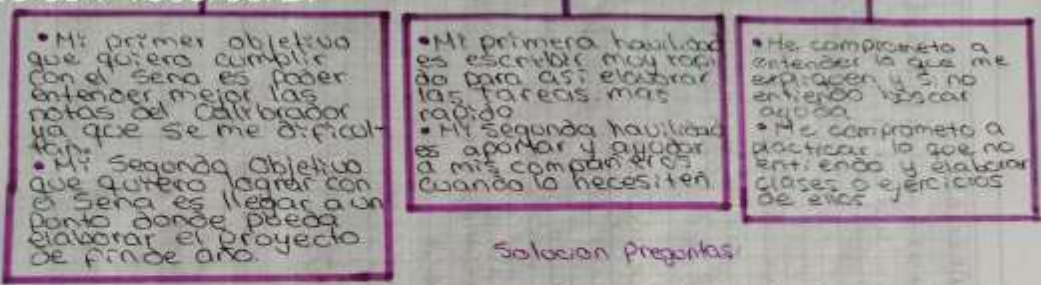 • Mi primer objetivo
que quiero cumplir
con el sena es poder
entender mejor las
notas del Calibrador
ya que se me dificul-
tan.
• Mi Segundo Objetivo
que quiero lograr con
el Sena es llegar a un
Punto donde pueda
elaborar el proyecto
de finde año.
• Mi primera havilidad
es escribir muy rapi
do para asi elaborar
las tareas mas
rapido
• Mi segunda havilidad
es aportar y ayudar
a mis compañeros
cuando lo necesiten
• Me comprometo a
entender lo que me
expliquen y si no
entiendo buscar
ayuda
• Me comprometo a
practicar lo que no
entiendo y elaborar
clases o ejercicios
de ellos
Solucion Preguntas